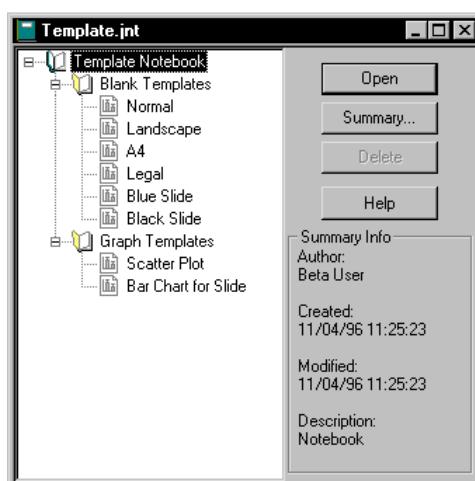 Template.jnt
Template Notebook
Blank Templates
Normal
Landscape
A4
Legal
Blue Slide
Black Slide
Graph Templates
Scatter Plot
Bar Chart for Slide
Open
Summary...
Delete
Help
Summary Info
Author:
Beta User
Created:
11/04/96 11:25:23
Modified:
11/04/96 11:25:23
Description:
Notebook